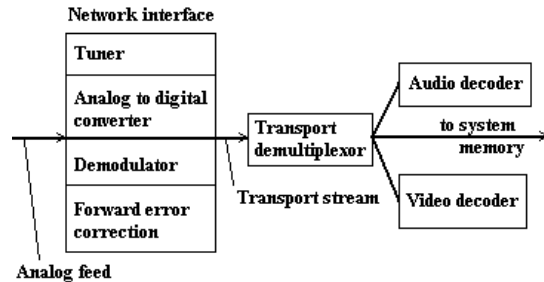 Network interface
Tuner
Analog to digital
converter
Demodulator
Forward error
correction
Analog feed
Transport stream
Transport
demultiplexor
Audio decoder
to system
memory
Video decoder